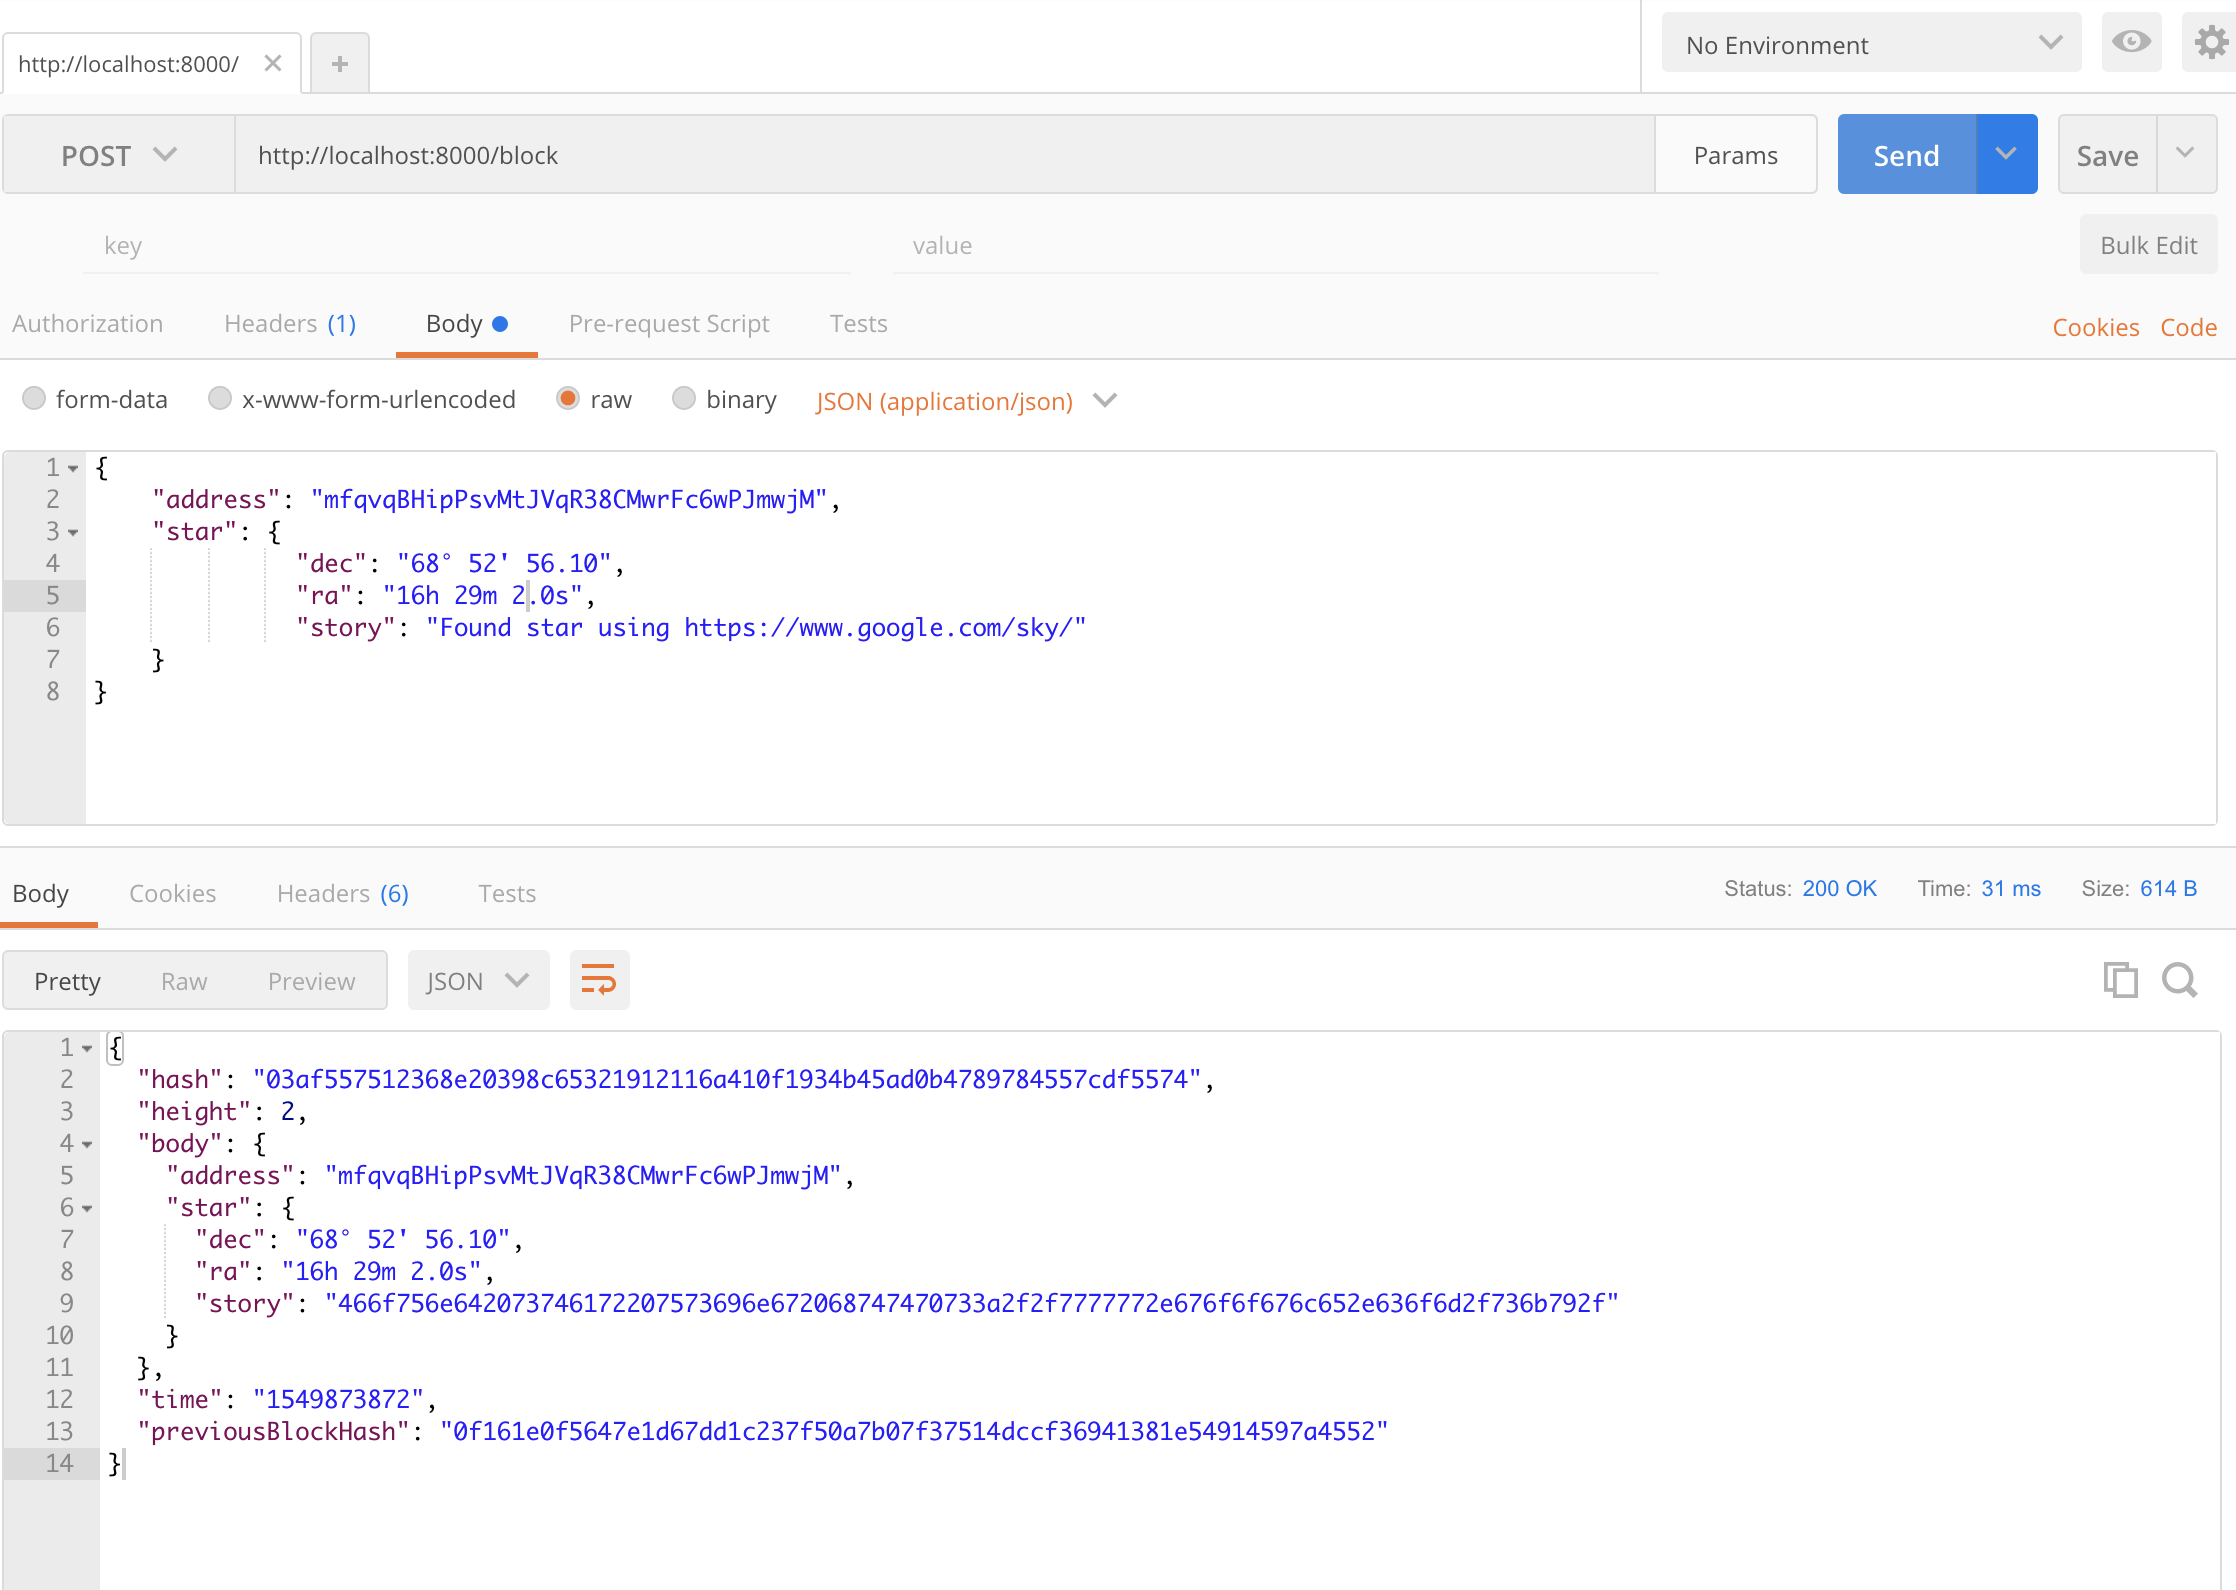 http://localhost:8000/
No Environment
POST http://localhost:8000/block Params Send Save
key value Bulk Edit
Authorization Headers (1) Body Pre-request Script Tests Cookies Code
form-data x-www-form-urlencoded raw binary JSON (application/json)
1 {
2 "address": "mfqvqBHipPsvMtJVqR38CMwrFc6wPJmwjM",
3 "star": {
4 "dec": "68° 52' 56.10",
5 "ra": "16h 29m 2.0s",
6 "story": "Found star using https://www.google.com/sky/"
7 }
8 }
Body Cookies Headers (6) Tests Status: 200 OK Time: 31 ms Size: 614 B
Pretty Raw Preview JSON
1 {
2 "hash": "03af557512368e20398c65321912116a410f1934b45ad0b4789784557cdf5574",
3 "height": 2,
4 "body": {
5 "address": "mfqvqBHipPsvMtJVqR38CMwrFc6wPJmwjM",
6 "star": {
7 "dec": "68° 52' 56.10",
8 "ra": "16h 29m 2.0s",
9 "story": "466f756e6420737461722075 73696e672068747470733a2f2f7777772e676f6f676c652e636f6d2f736b792f"
10 }
11 },
12 "time": "1549873872",
13 "previousBlockHash": "0f161e0f5647e1d67dd1c237f50a7b07f37514dccf36941381e54914597a4552"
14 }